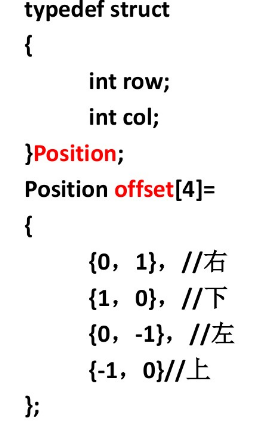 typedef struct
{
int row;
int col;
}Position;
Position offset[4]=
{
{0，1}，//右
{1，0}，//下
{0，-1}，//左
{-1，0}//上
};